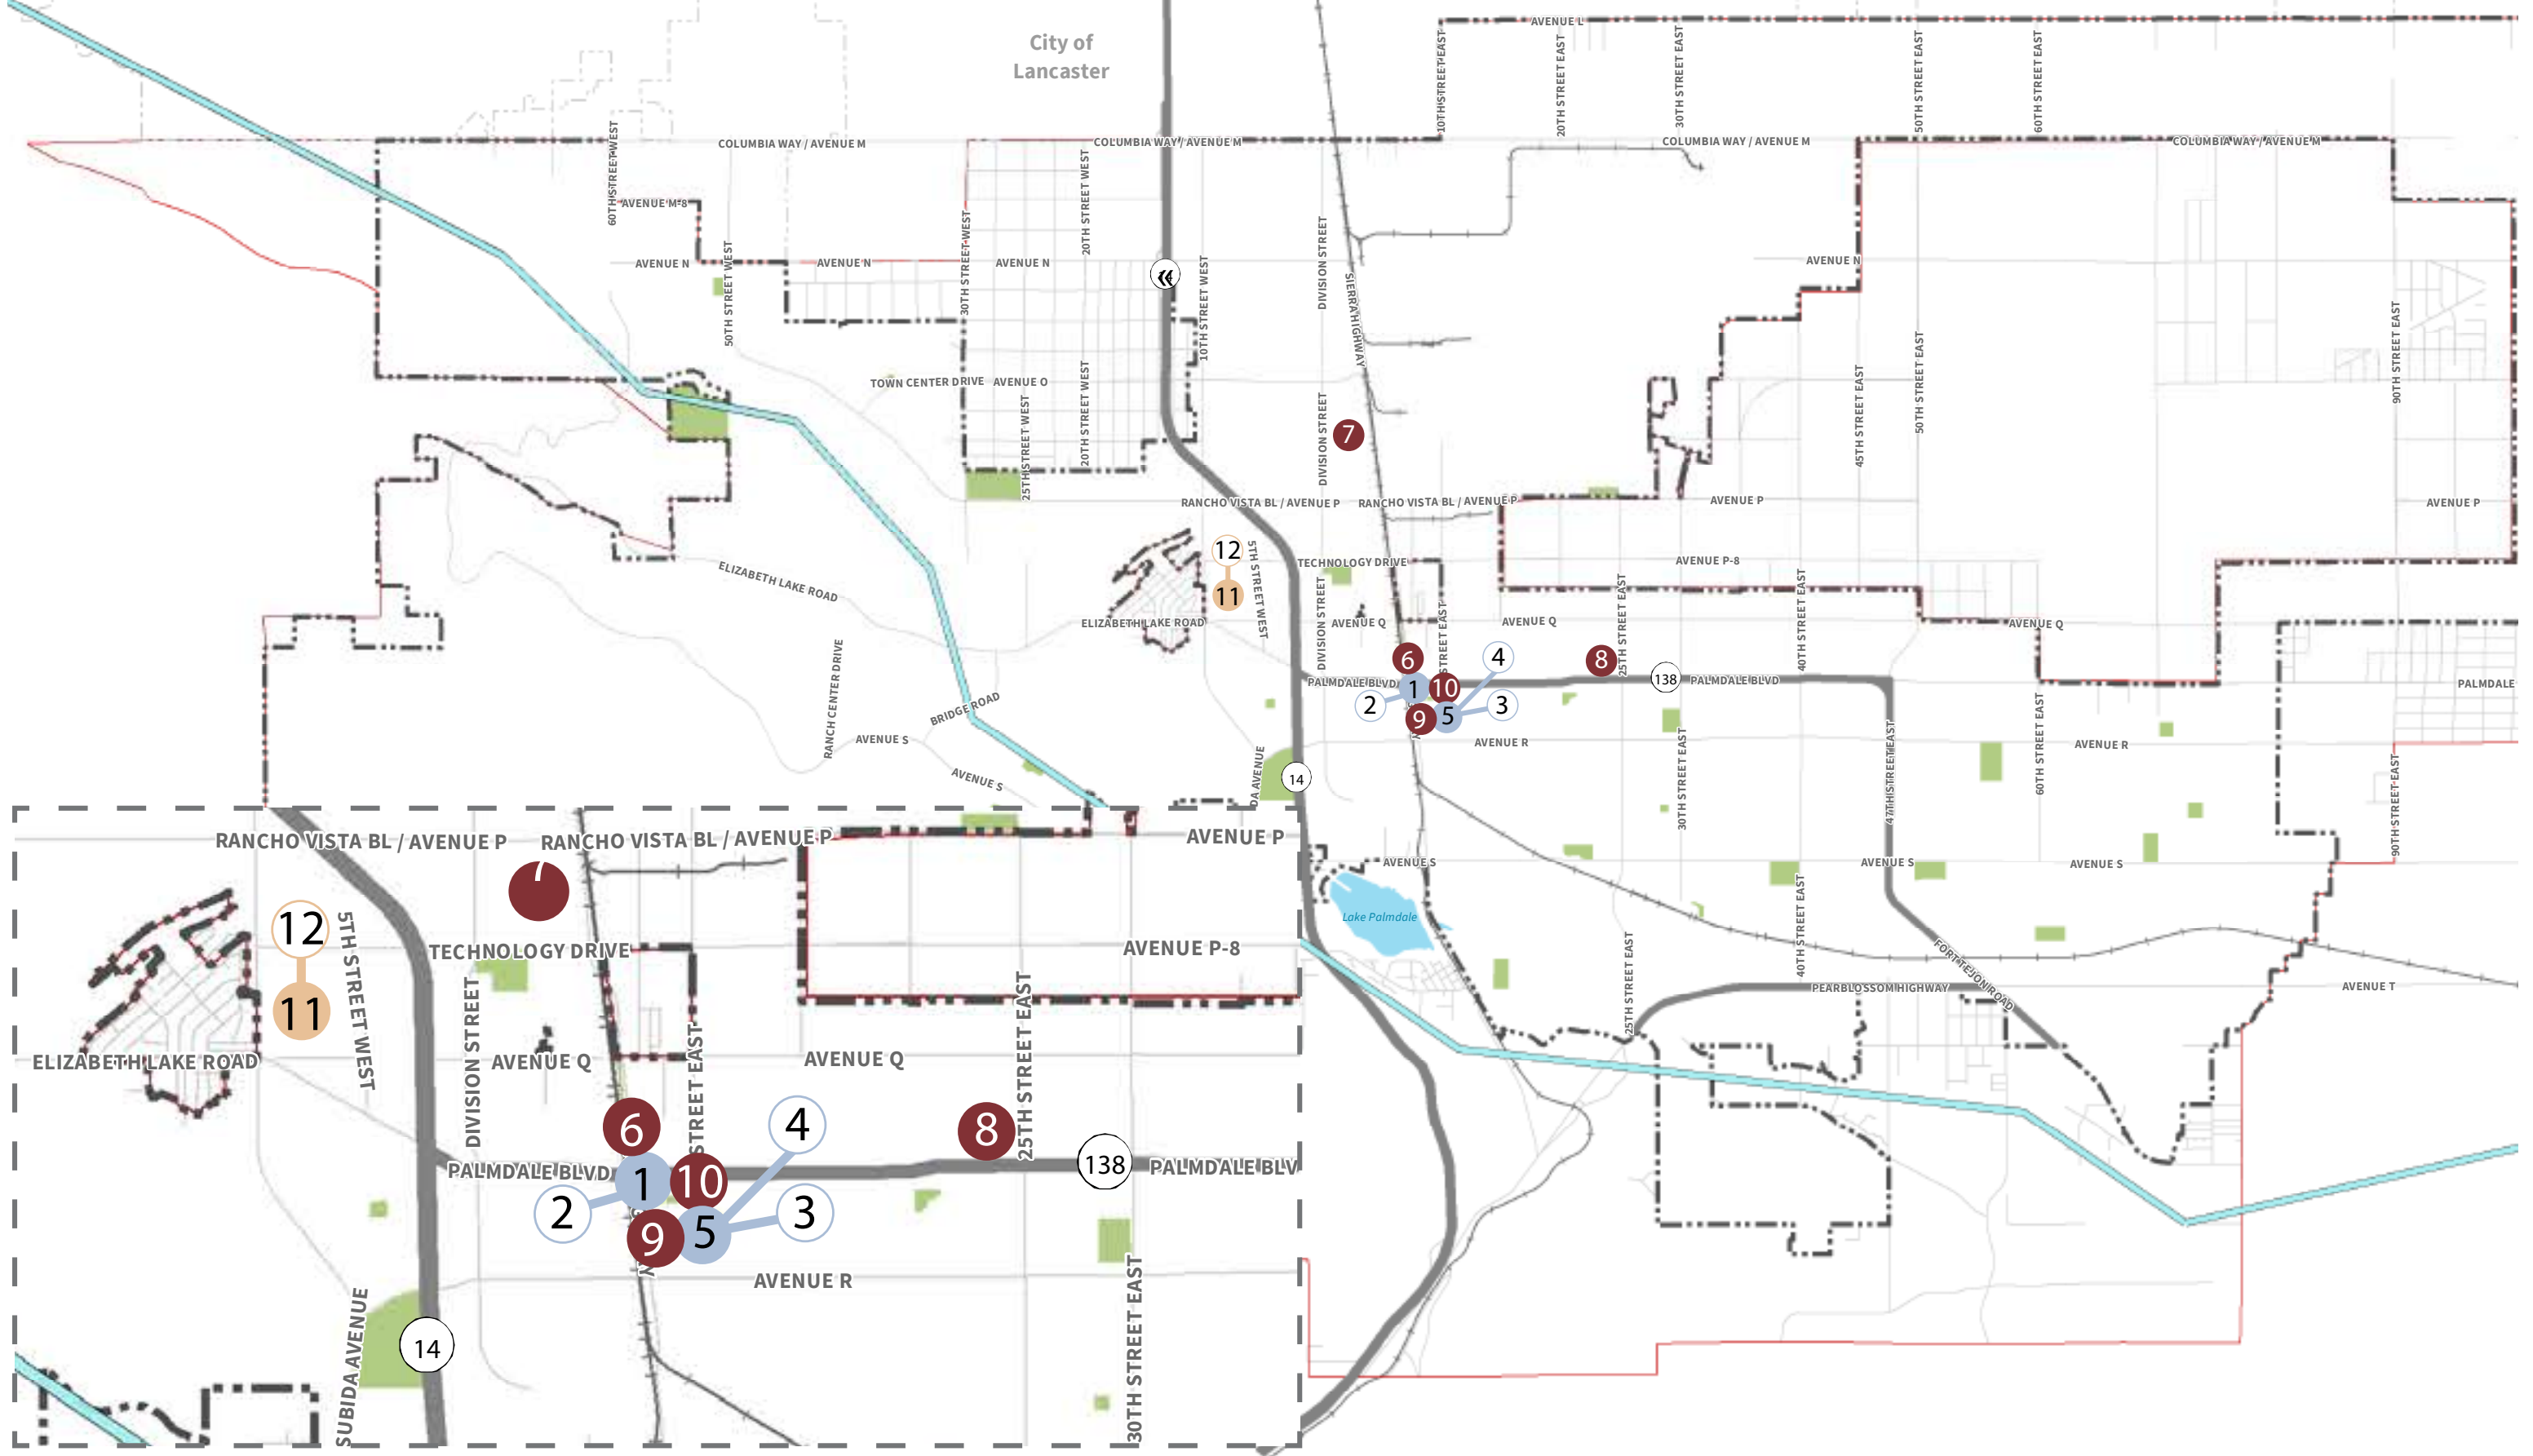 AVENUE L
City of
Lancaster
10TH STREET EAST
20TH STREET EAST
30TH STREET EAST
50TH STREET EAST
60TH STREET EAST
COLUMBIA WAY / AVENUE M
COLUMBIA WAY / AVENUE M
COLUMBIA WAY / AVENUE M
COLUMBIA WAY / AVENUE M
60TH STREET WEST
AVENUE M-8
20TH STREET WEST
30TH STREET WEST
50TH STREET WEST
10TH STREET WEST
DIVISION STREET
SIERRA HIGHWAY
AVENUE N
AVENUE N
AVENUE N
AVENUE N
TOWN CENTER DRIVE
AVENUE O
25TH STREET WEST
20TH STREET WEST
DIVISION STREET
7
45TH STREET EAST
50TH STREET EAST
90TH STREET EAST
RANCHO VISTA BL / AVENUE P
RANCHO VISTA BL / AVENUE P
AVENUE P
AVENUE P
12
11
5TH STREET WEST
TECHNOLOGY DRIVE
AVENUE P-8
ELIZABETH LAKE ROAD
ELIZABETH LAKE ROAD
DIVISION STREET
AVENUE Q
STREET EAST
AVENUE Q
25TH STREET EAST
40TH STREET EAST
AVENUE Q
6
4
8
PALMDALE BLVD
1
10
138
PALMDALE BLVD
PALMDALE
2
9
5
3
RANCH CENTER DRIVE
BRIDGE ROAD
AVENUE S
AVENUE S
DA AVENUE
14
Y
AVENUE R
30TH STREET EAST
47TH STREET EAST
60TH STREET EAST
AVENUE R
90TH STREET EAST
AVENUE S
AVENUE S
AVENUE S
Lake Palmdale
25TH STREET EAST
40TH STREET EAST
FORT TEJON ROAD
PEARBLOSSOM HIGHWAY
AVENUE T
RANCHO VISTA BL / AVENUE P
RANCHO VISTA BL / AVENUE P
AVENUE P
7
12
11
5TH STREET WEST
TECHNOLOGY DRIVE
AVENUE P-8
ELIZABETH LAKE ROAD
DIVISION STREET
AVENUE Q
STREET EAST
AVENUE Q
25TH STREET EAST
6
4
8
PALMDALE BLVD
1
10
138
PALMDALE BLV
2
9
5
3
Y
AVENUE R
SUBIDA AVENUE
14
30TH STREET EAST